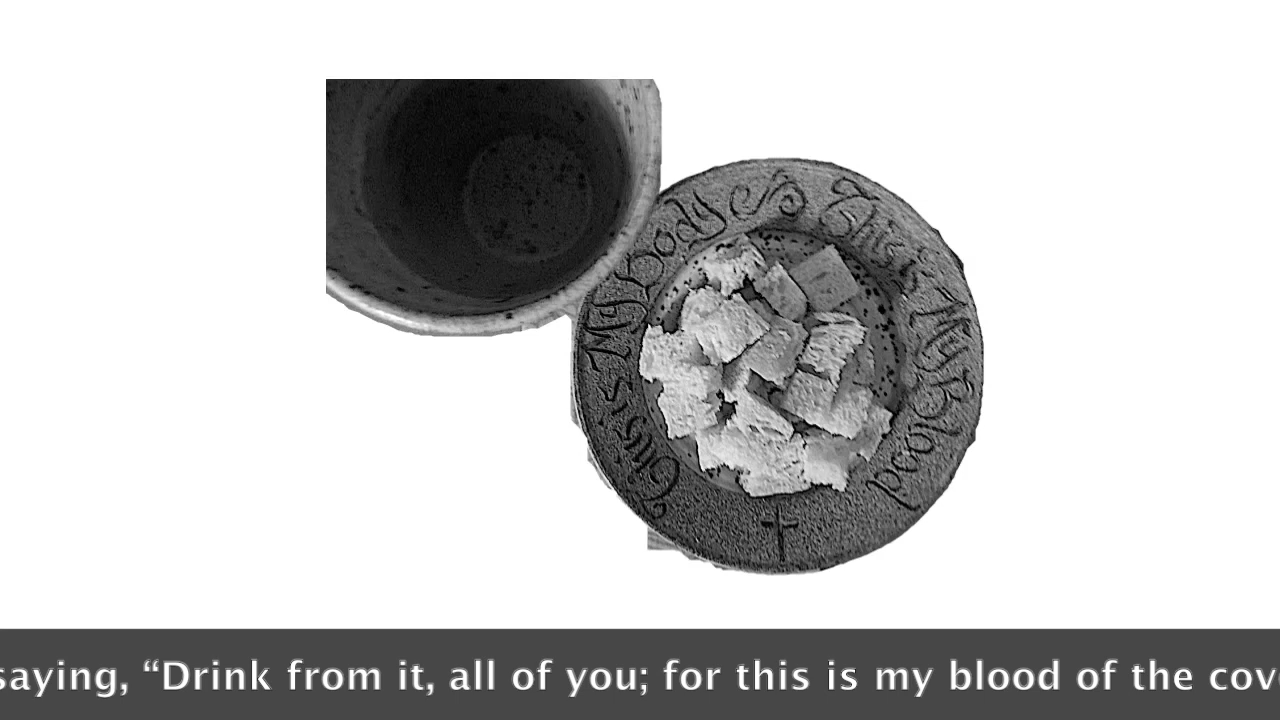 This is My Body This is My Blood
saying, “Drink from it, all of you; for this is my blood of the cov